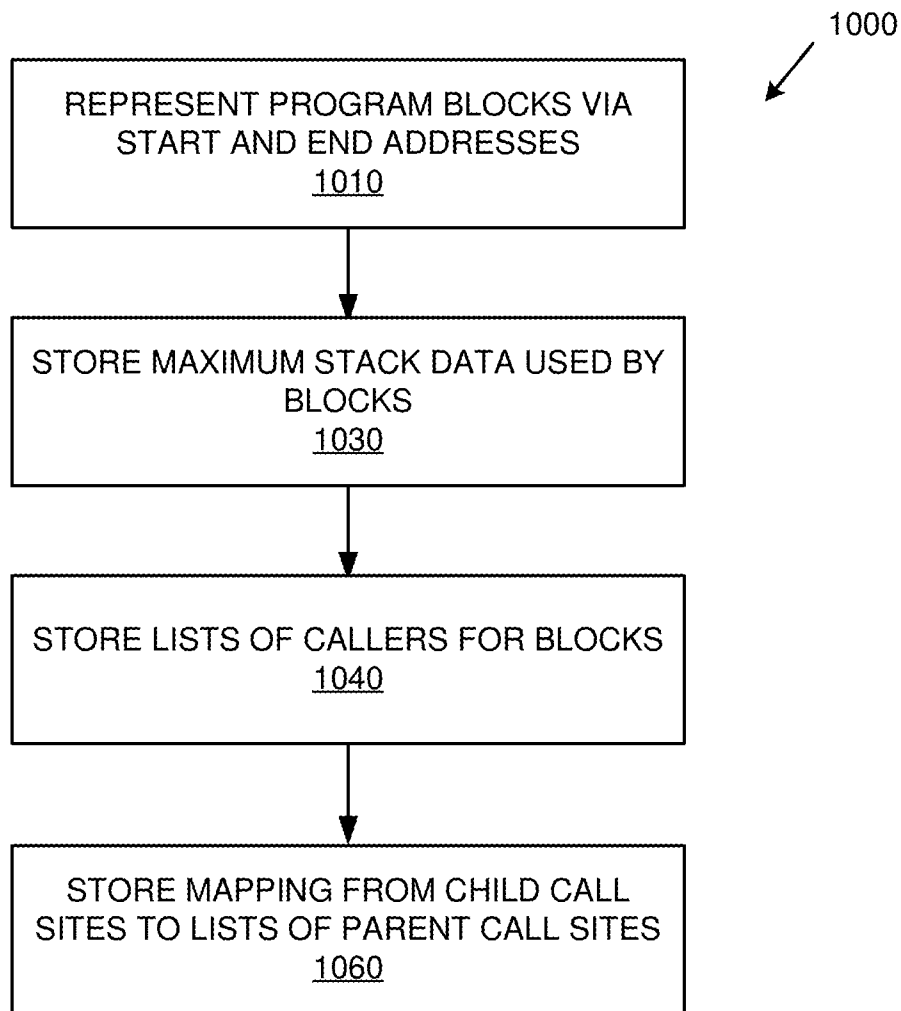 1000
REPRESENT PROGRAM BLOCKS VIA
START AND END ADDRESSES
1010
STORE MAXIMUM STACK DATA USED BY
BLOCKS
1030
STORE LISTS OF CALLERS FOR BLOCKS
1040
STORE MAPPING FROM CHILD CALL
SITES TO LISTS OF PARENT CALL SITES
1060